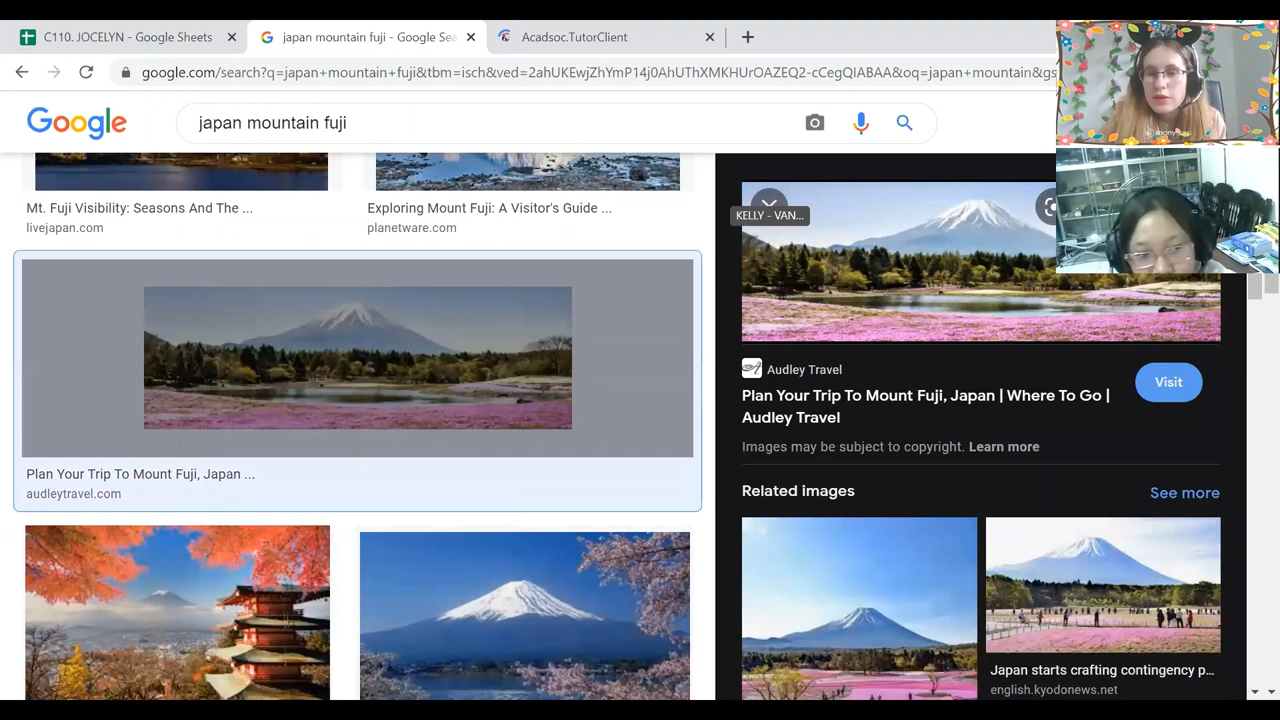 C110. JOCELYN - Google Sheets
japan mountain fuji - Google Sea
Acadsoc.TutorClient
google.com/search?q=japan+mountain+fuji&tbm=isch&ved=2ahUKEwjZhYmP14j0AhUThXMKHUrOAZEQ2-cCegQIABAA&oq=japan+mountain&gs
Google
japan mountain fuji
Mt. Fuji Visibility: Seasons And The ...
livejapan.com
Exploring Mount Fuji: A Visitor's Guide ...
planetware.com
KELLY - VAN...
Audley Travel
Plan Your Trip To Mount Fuji, Japan | Where To Go |
Audley Travel
Visit
Images may be subject to copyright. Learn more
Plan Your Trip To Mount Fuji, Japan ...
audleytravel.com
Related images
See more
Japan starts crafting contingency p...
english.kyodonews.net